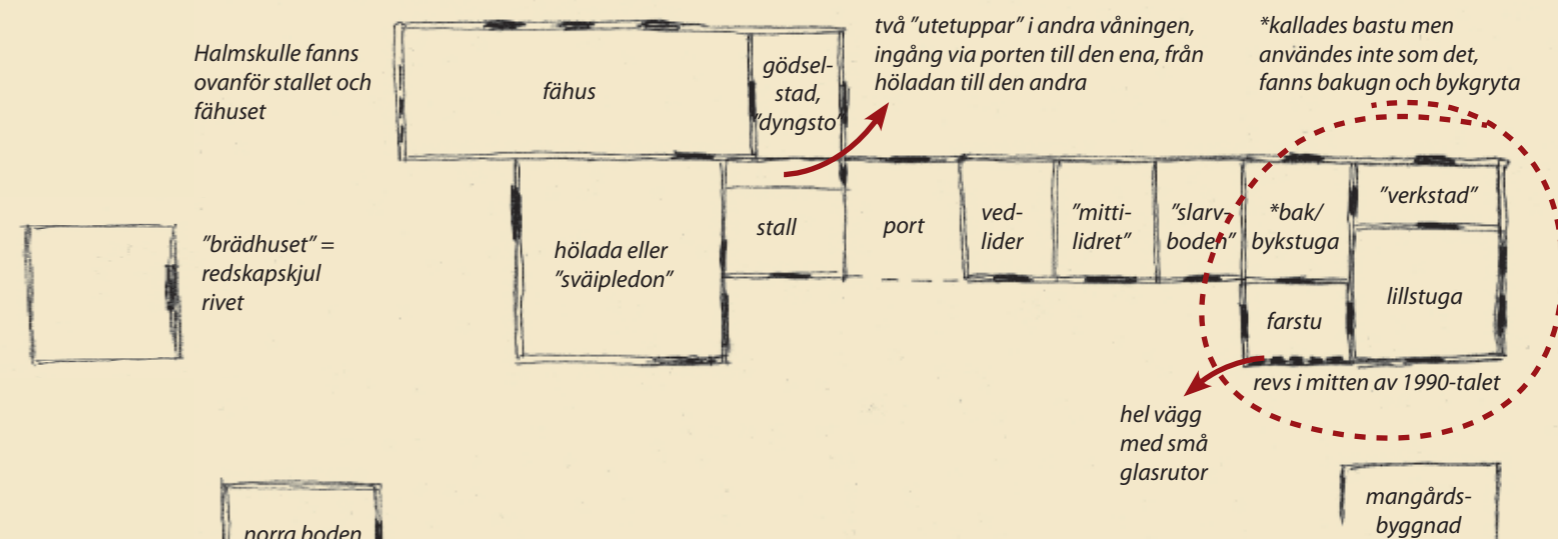 Halmskulle fanns
ovanför stallet och
fähuset
fähus
gödsel-
stad,
"dyngsto"
två "utetuppar" i andra våningen,
ingång via porten till den ena, från
höladan till den andra
*kallades bastu men
användes inte som det,
fanns bakugn och bykgryta
"brädhuset" =
redskapskjul
rivet
hölada eller
"sväipledon"
stall
port
ved-
lider
"mitti-
lidret"
"slarv-
boden"
*bak/
bykstuga
"verkstad"
lillstuga
farstu
revs i mitten av 1990-talet
hel vägg
med små
glasrutor
mangårds-
byggnad
norra boden